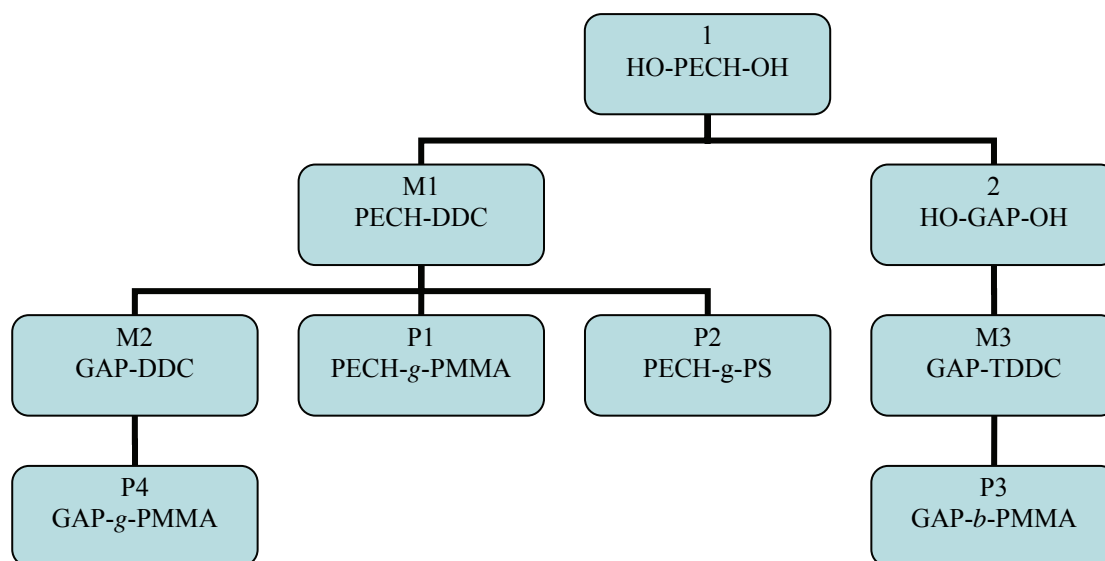 1
HO-PECH-OH
M1
PECH-DDC
2
HO-GAP-OH
M2
GAP-DDC
P1
PECH-g-PMMA
P2
PECH-g-PS
M3
GAP-TDDC
P4
GAP-g-PMMA
P3
GAP-b-PMMA